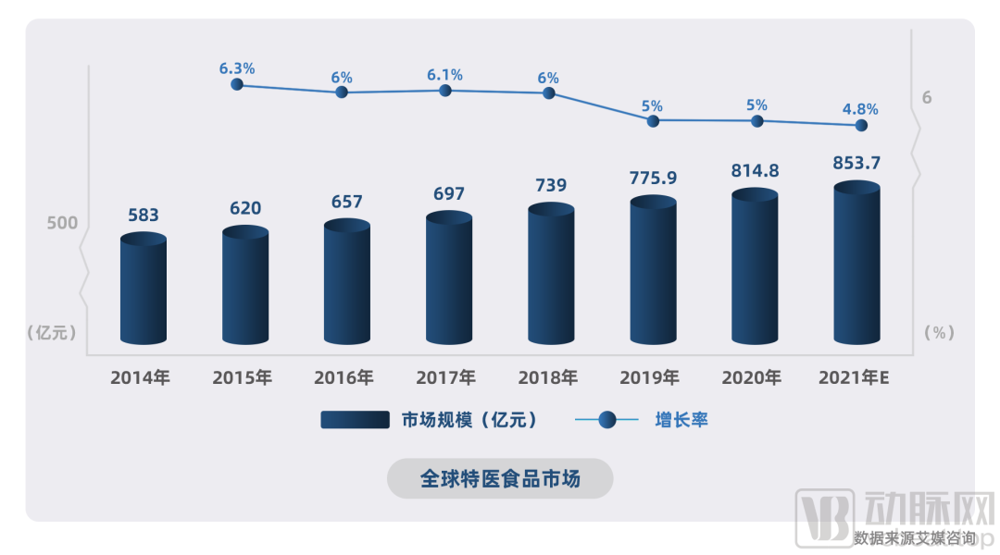 6.3%
6%
6.1%
6%
5%
5%
4.8%
6
583
620
657
697
739
775.9
814.8
853.7
500
(亿元)
(%)
2014年
2015年
2016年
2017年
2018年
2019年
2020年
2021年E
市场规模（亿元）
增长率
全球特医食品市场
动脉网
数据来源艾媒咨询